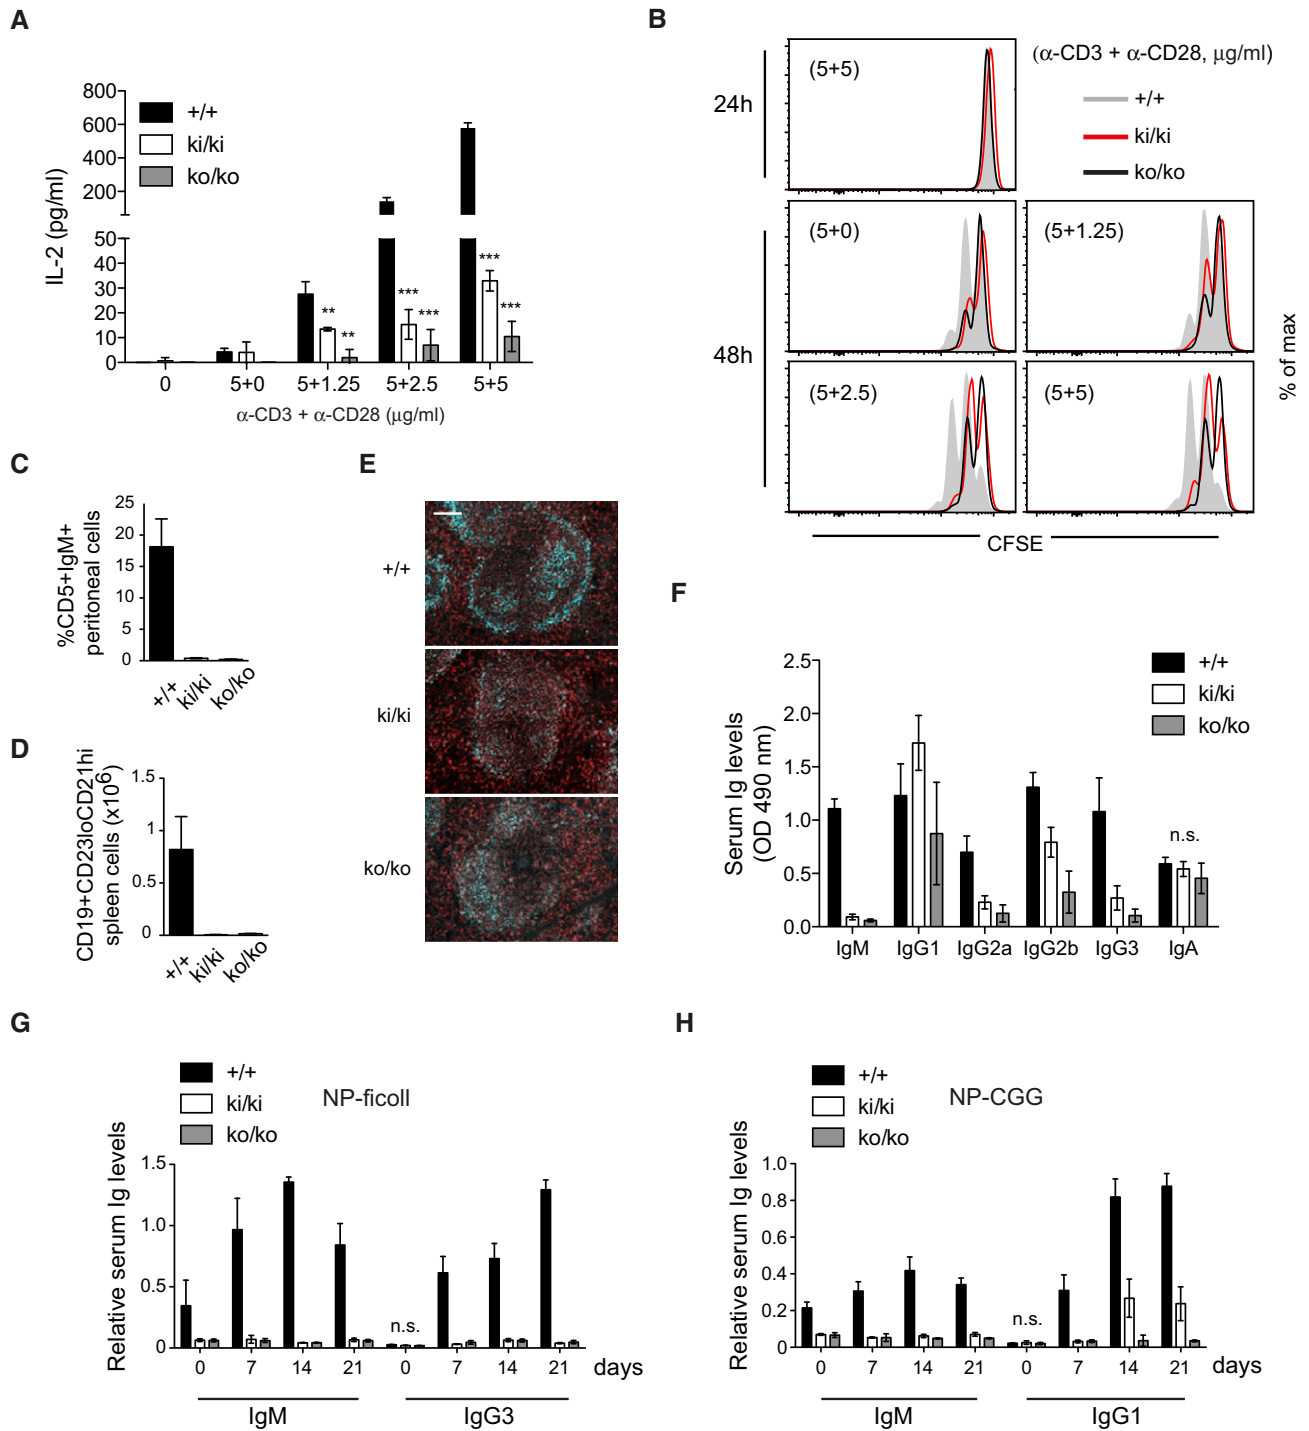 A
IL-2 (pg/ml)
800
600
400
200
50
40
30
20
10
0
+/+
ki/ki
ko/ko
** ** *** *** *** ***
0 5+0 5+1.25 5+2.5 5+5
α-CD3 + α-CD28 (μg/ml)
B
(α-CD3 + α-CD28, μg/ml)
+/+
ki/ki
ko/ko
24h
(5+5)
48h
(5+0)
(5+1.25)
(5+2.5)
(5+5)
% of max
CFSE
C
%CD5+IgM+
peritoneal cells
25
20
15
10
5
0
+/+ ki/ki ko/ko
D
CD19+CD23loCD21hi
spleen cells (x10⁶)
1.5
1
0.5
0
+/+ ki/ki ko/ko
E
+/+
ki/ki
ko/ko
F
Serum Ig levels
(OD 490 nm)
2.5
2.0
1.5
1.0
0.5
0.0
+/+
ki/ki
ko/ko
n.s.
IgM IgG1 IgG2a IgG2b IgG3 IgA
G
+/+
ki/ki
ko/ko
NP-ficoll
Relative serum Ig levels
1.5
1.0
0.5
0
n.s.
0 7 14 21 0 7 14 21 days
IgM IgG3
H
+/+
ki/ki
ko/ko
NP-CGG
Relative serum Ig levels
1.0
0.8
0.6
0.4
0.2
0
n.s.
0 7 14 21 0 7 14 21 days
IgM IgG1